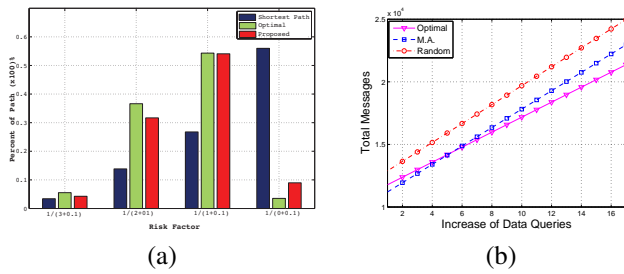 Shortest Path
Optimal
Proposed
Percent of Path (x100)%
0.6
0.5
0.4
0.3
0.2
0.1
0
1/(3+0.1)
1/(2+01)
1/(1+0.1)
1/(0+0.1)
Risk Factor
(a)
2.5 x 10^4
Optimal
M.A.
Random
Total Messages
2
1.5
1
2 4 6 8 10 12 14 16
Increase of Data Queries
(b)